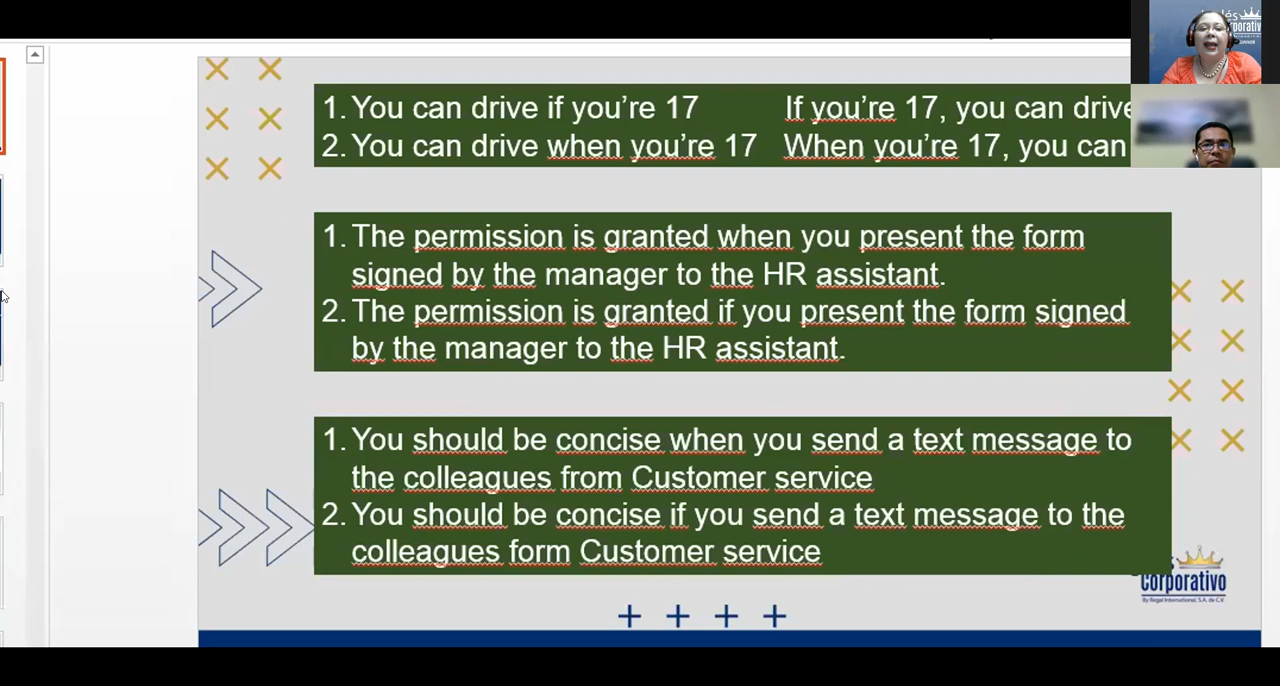 1. You can drive if you're 17 If you're 17, you can drive
2. You can drive when you're 17 When you're 17, you can
1. The permission is granted when you present the form
signed by the manager to the HR assistant.
2. The permission is granted if you present the form signed
by the manager to the HR assistant.
1. You should be concise when you send a text message to
the colleagues from Customer service
2. You should be concise if you send a text message to the
colleagues form Customer service
corporativo
By Regal International, S.A. de C.V.